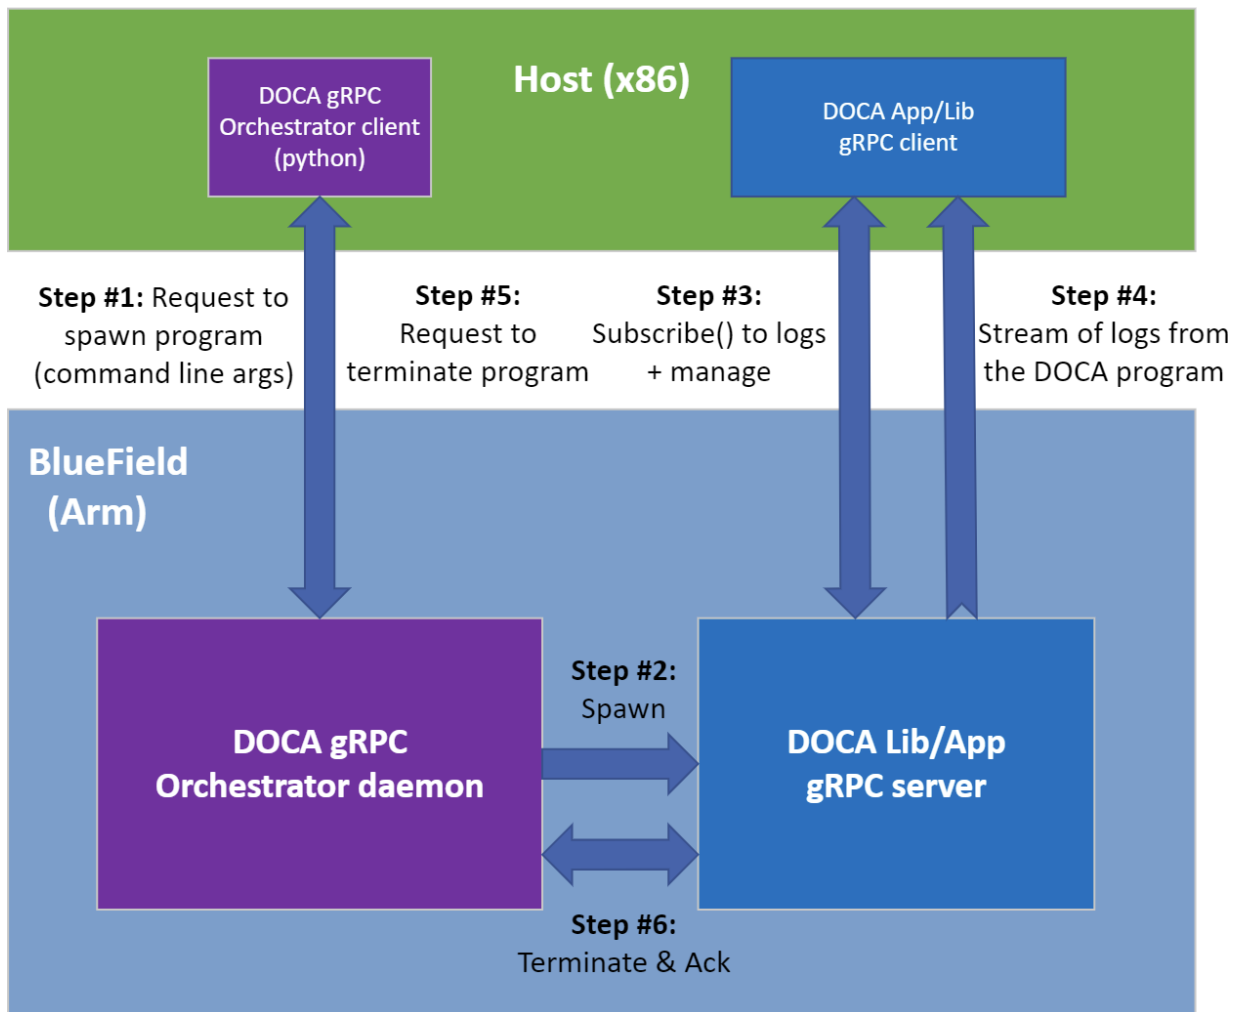 Host (x86)
DOCA gRPC
Orchestrator client
(python)
DOCA App/Lib
gRPC client
Step #1: Request to
spawn program
(command line args)
Step #5:
Request to
terminate program
Step #3:
Subscribe() to logs
+ manage
Step #4:
Stream of logs from
the DOCA program
BlueField
(Arm)
DOCA gRPC
Orchestrator daemon
Step #2:
Spawn
DOCA Lib/App
gRPC server
Step #6:
Terminate & Ack